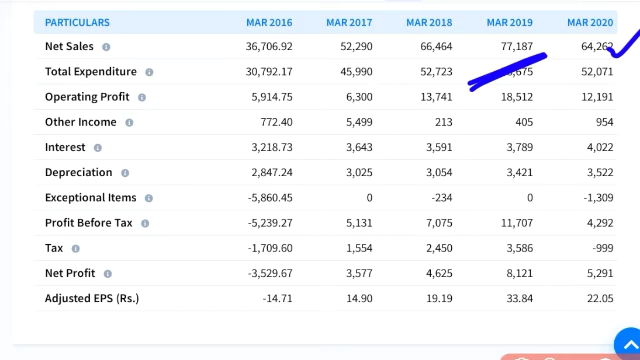 PARTICULARS MAR 2016 MAR 2017 MAR 2018 MAR 2019 MAR 2020
Net Sales 36,706.92 52,290 66,464 77,187 64,262
Total Expenditure 30,792.17 45,990 52,723 52,071
Operating Profit 5,914.75 6,300 13,741 18,512 12,191
Other Income 772.40 5,499 213 405 954
Interest 3,218.73 3,643 3,591 3,789 4,022
Depreciation 2,847.24 3,025 3,054 3,421 3,522
Exceptional Items -5,860.45 0 -234 0 -1,309
Profit Before Tax -5,239.27 5,131 7,075 11,707 4,292
Tax -1,709.60 1,554 2,450 3,586 -999
Net Profit -3,529.67 3,577 4,625 8,121 5,291
Adjusted EPS (Rs.) -14.71 14.90 19.19 33.84 22.05